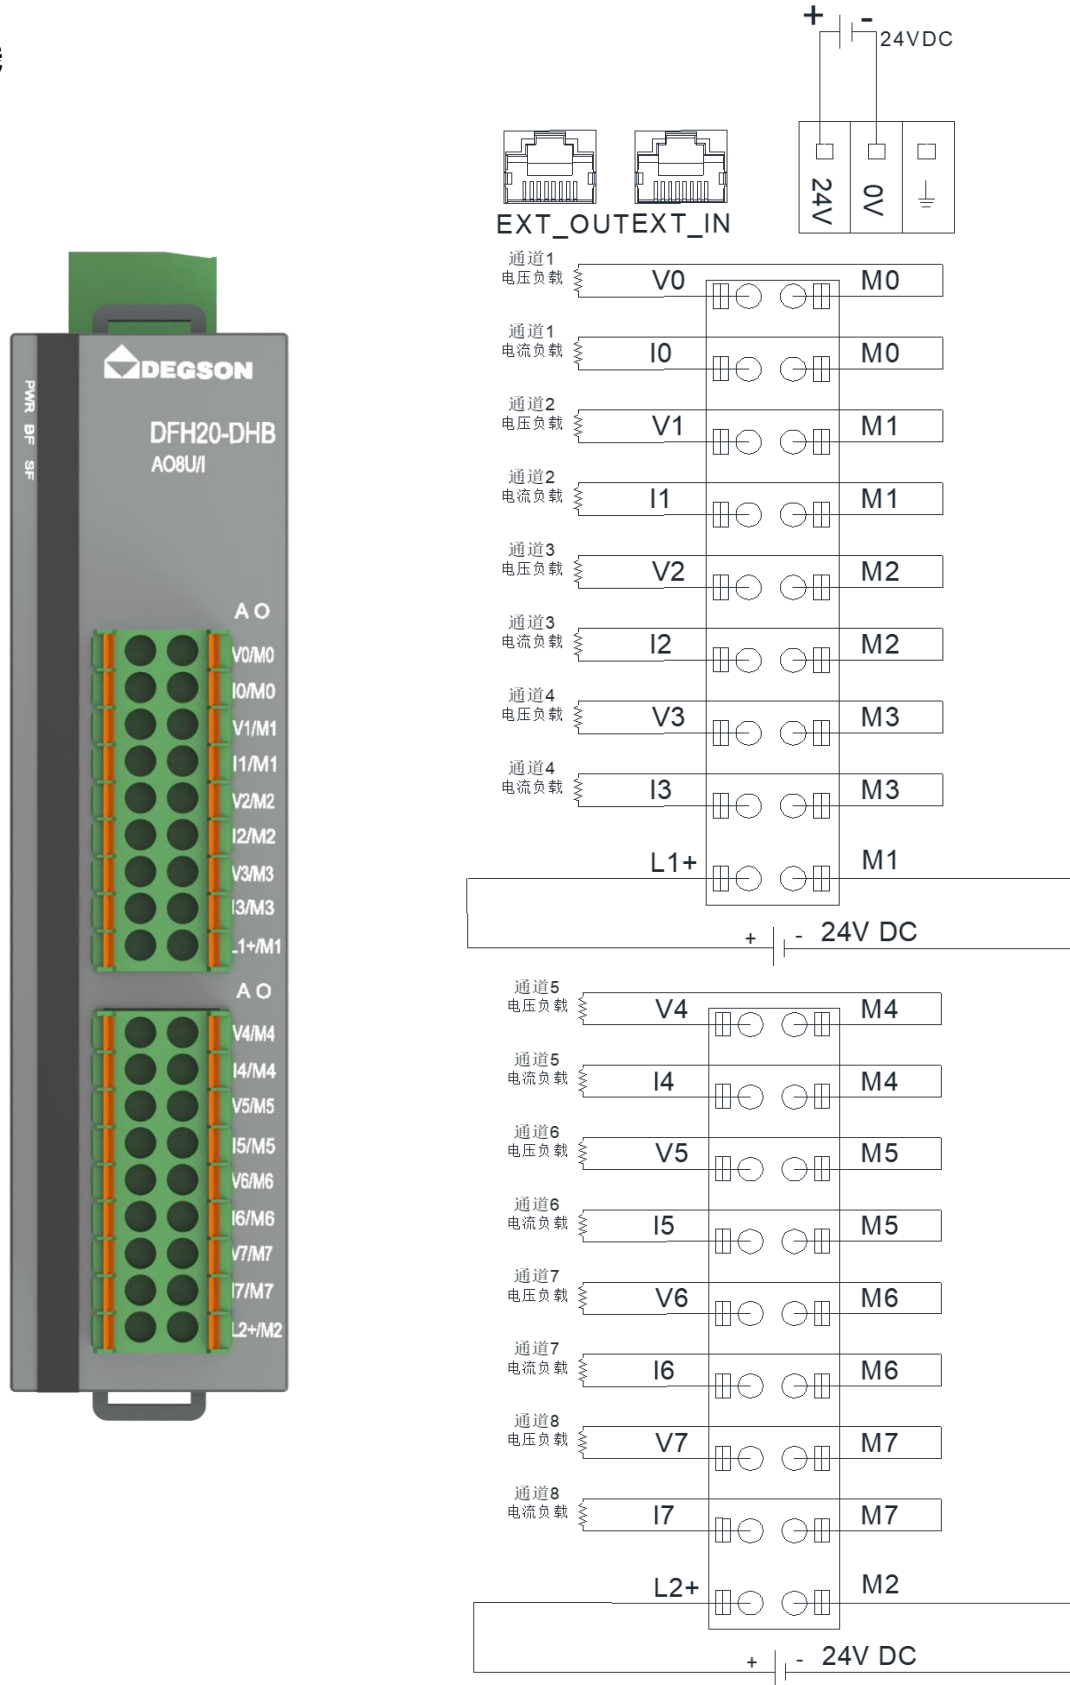 + -
24VDC
24V 0V
EXT_OUT EXT_IN
DEGSON
DFH20-DHB
AO8U/I
PWR BF SF
A O
V0/M0
I0/M0
V1/M1
I1/M1
V2/M2
I2/M2
V3/M3
I3/M3
L1+/M1
A O
V4/M4
I4/M4
V5/M5
I5/M5
V6/M6
I6/M6
V7/M7
I7/M7
L2+/M2
通道1
电压负载 V0 M0
通道1
电流负载 I0 M0
通道2
电压负载 V1 M1
通道2
电流负载 I1 M1
通道3
电压负载 V2 M2
通道3
电流负载 I2 M2
通道4
电压负载 V3 M3
通道4
电流负载 I3 M3
L1+ M1
+ - 24V DC
通道5
电压负载 V4 M4
通道5
电流负载 I4 M4
通道6
电压负载 V5 M5
通道6
电流负载 I5 M5
通道7
电压负载 V6 M6
通道7
电流负载 I6 M6
通道8
电压负载 V7 M7
通道8
电流负载 I7 M7
L2+ M2
+ - 24V DC